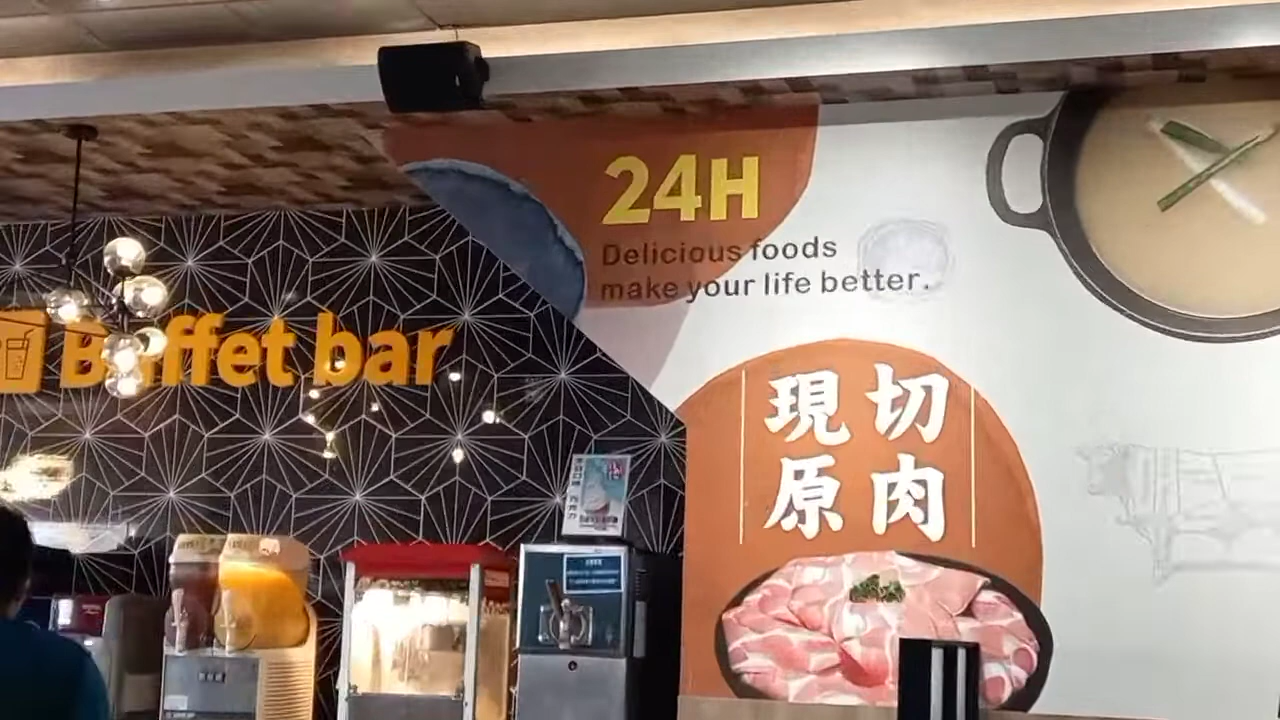 24H
Delicious foods
make your life better.
Buffet bar
現 切
原 肉